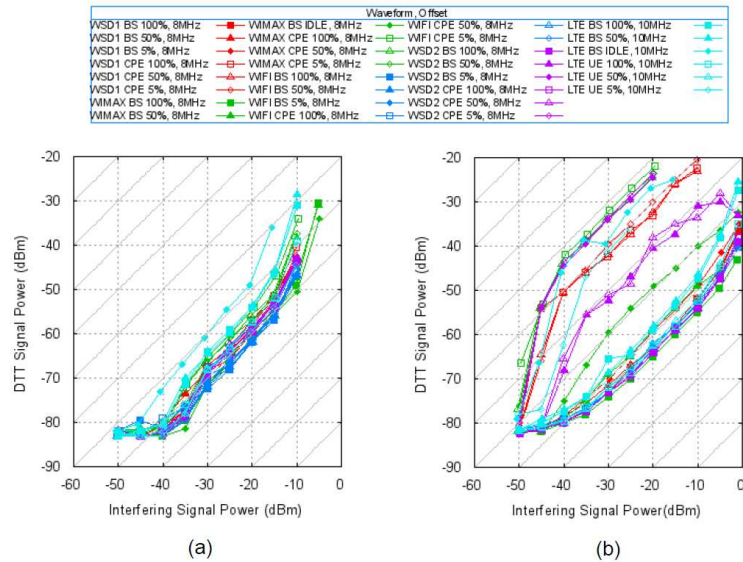 Waveform, Offset
WSD1 BS 100%, 8MHz WIMAX BS IDLE, 8MHz WIFI CPE 50%, 8MHz LTE BS 100%, 10MHz
WSD1 BS 50%, 8MHz WIMAX CPE 100%, 8MHz WIFI CPE 5%, 8MHz LTE BS 50%, 10MHz
WSD1 BS 5%, 8MHz WIMAX CPE 50%, 8MHz WSD2 BS 100%, 8MHz LTE BS IDLE, 10MHz
WSD1 CPE 100%, 8MHz WIMAX CPE 5%, 8MHz WSD2 BS 50%, 8MHz LTE UE 100%, 10MHz
WSD1 CPE 50%, 8MHz WIFI BS 100%, 8MHz WSD2 BS 5%, 8MHz LTE UE 50%, 10MHz
WSD1 CPE 5%, 8MHz WIFI BS 50%, 8MHz WSD2 CPE 100%, 8MHz LTE UE 5%, 10MHz
WIMAX BS 100%, 8MHz WIFI BS 5%, 8MHz WSD2 CPE 50%, 8MHz
WIMAX BS 50%, 8MHz WIFI CPE 100%, 8MHz WSD2 CPE 5%, 8MHz
-20
-30
-40
-50
-60
-70
-80
-90
DTT Signal Power (dBm)
-60 -50 -40 -30 -20 -10 0
Interfering Signal Power (dBm)
(a)
-20
-30
-40
-50
-60
-70
-80
-90
DTT Signal Power (dBm)
-60 -50 -40 -30 -20 -10 0
Interfering Signal Power(dBm)
(b)